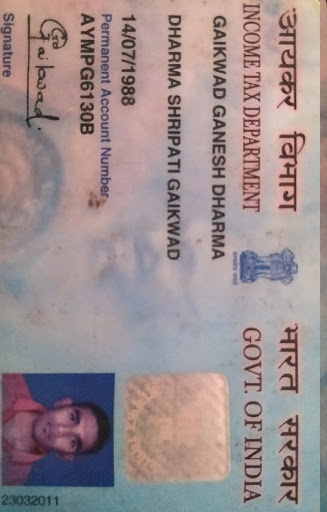 आयकर विभाग
INCOME TAX DEPARTMENT
भारत सरकार
GOVT. OF INDIA
GAIKWAD GANESH DHARMA
DHARMA SHRIPATI GAIKWAD
14/07/1988
Permanent Account Number
AYMPG6130B
Gaikwad.
Signature
23032011